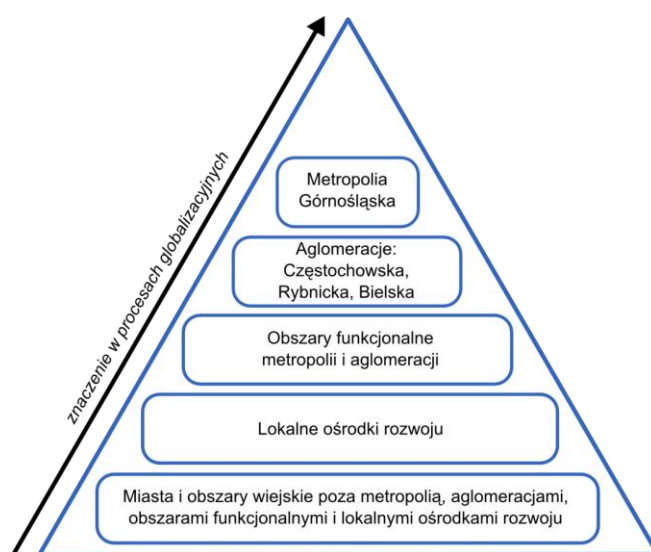 znaczenie w procesach globalizacyjnych
Metropolia
Górnośląska
Aglomeracje:
Częstochowska,
Rybnicka, Bielska
Obszary funkcjonalne
metropolii i aglomeracji
Lokalne ośrodki rozwoju
Miasta i obszary wiejskie poza metropolią, aglomeracjami,
obszarami funkcjonalnymi i lokalnymi ośrodkami rozwoju